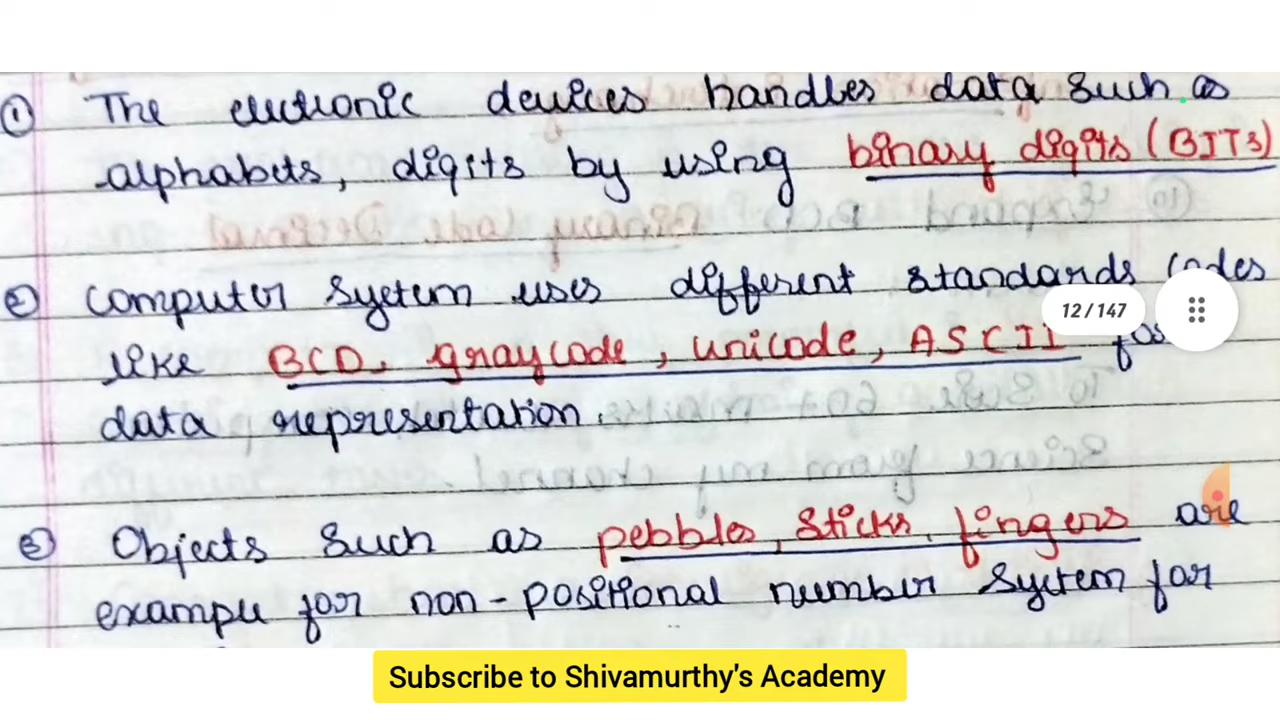 ① The electronic devices handles data such as
alphabets, digits by using binary digits (BITs)
② Computer System uses different standards codes
like BCD, graycode, unicode, ASCII for
data representation.
12/147
③ Objects Such as pebbles, sticks, fingers are
example for non-positional number System for
Subscribe to Shivamurthy's Academy